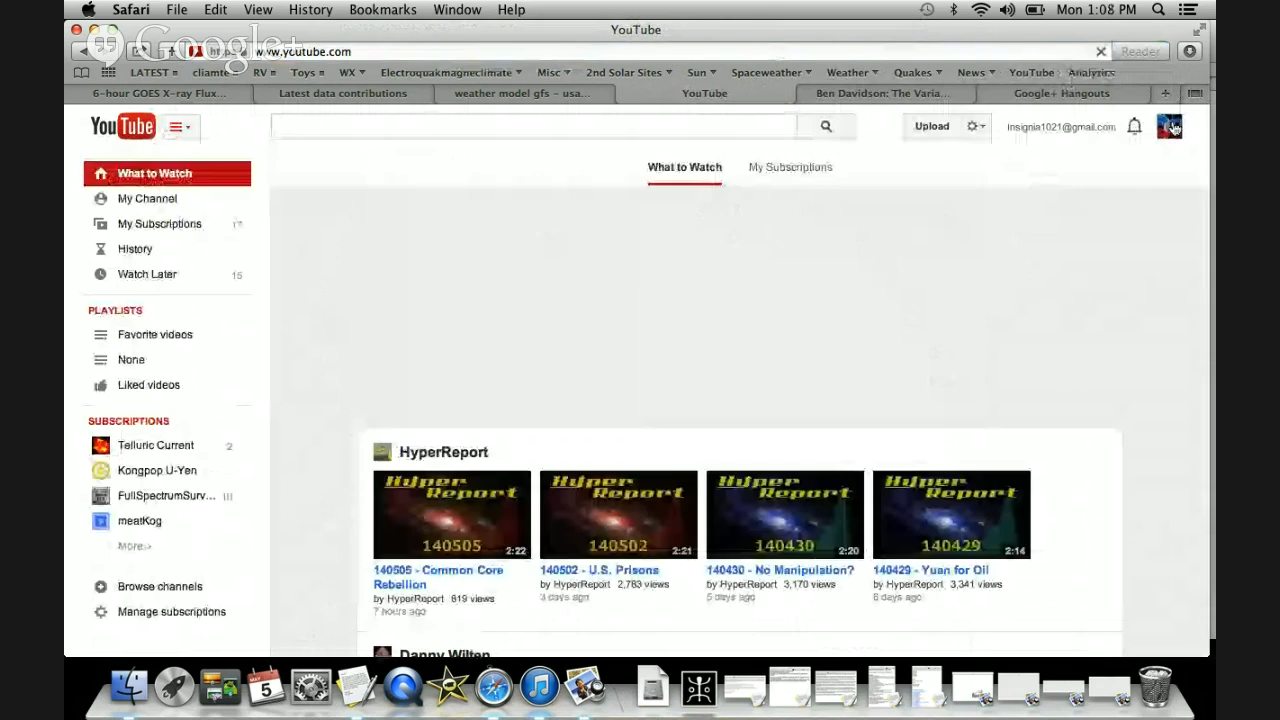 Safari File Edit View History Bookmarks Window Help Mon 1:08 PM
Google+
YouTube
www.youtube.com Reader
LATEST cliamte RV Toys WX Electroquakmagneclimate Misc 2nd Solar Sites Sun Spaceweather Weather Quakes News YouTube Analytics
6-hour GOES X-ray Flux... Latest data contributions weather model gfs - usa... YouTube Ben Davidson: The Varia... Google+ Hangouts
YouTube Upload insignia1021@gmail.com
What to Watch My Subscriptions
What to Watch
My Channel
My Subscriptions 17
History
Watch Later 15
PLAYLISTS
Favorite videos
None
Liked videos
SUBSCRIPTIONS
Telluric Current 2
Kongpop U-Yen
FullSpectrumSurv...
meatKog
More»
Browse channels
Manage subscriptions
HyperReport
Hyper Report Hyper Report Hyper Report Hyper Report
140505 2:22 140502 2:21 140430 2:20 140429 2:14
140505 - Common Core Rebellion
by HyperReport 819 views
7 hours ago
140502 - U.S. Prisons
by HyperReport 2,783 views
3 days ago
140430 - No Manipulation?
by HyperReport 3,170 views
5 days ago
140429 - Yuan for Oil
by HyperReport 3,341 views
6 days ago
Danny Wilten
MAY 5